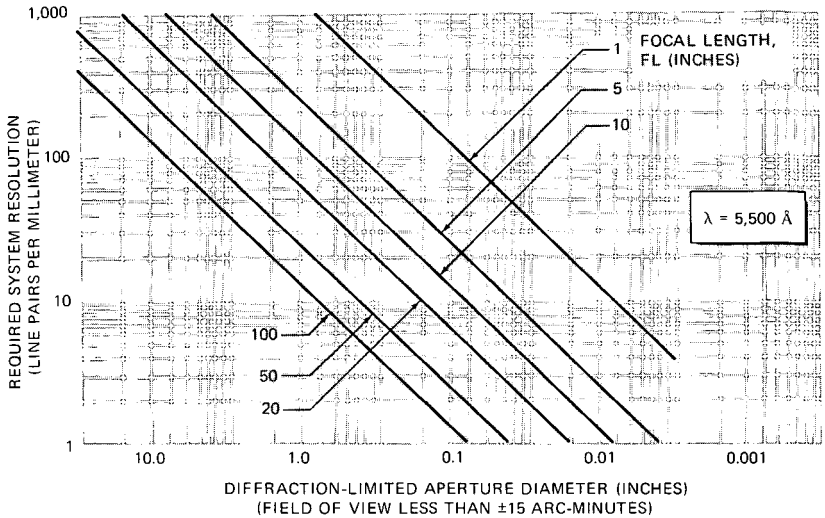 1,000
100
10
1
REQUIRED SYSTEM RESOLUTION
(LINE PAIRS PER MILLIMETER)
FOCAL LENGTH,
FL (INCHES)
1
5
10
λ = 5,500 Å
100
50
20
10.0
1.0
0.1
0.01
0.001
DIFFRACTION-LIMITED APERTURE DIAMETER (INCHES)
(FIELD OF VIEW LESS THAN ±15 ARC-MINUTES)